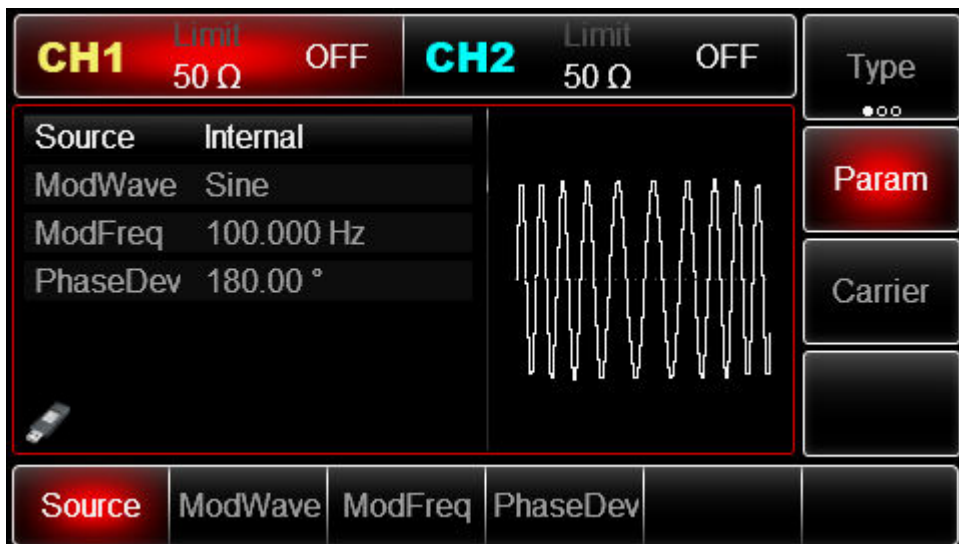 CH1 Limit 50 Ω OFF
CH2 Limit 50 Ω OFF
Type
Source Internal
ModWave Sine
ModFreq 100.000 Hz
PhaseDev 180.00 °
Param
Carrier
Source ModWave ModFreq PhaseDev